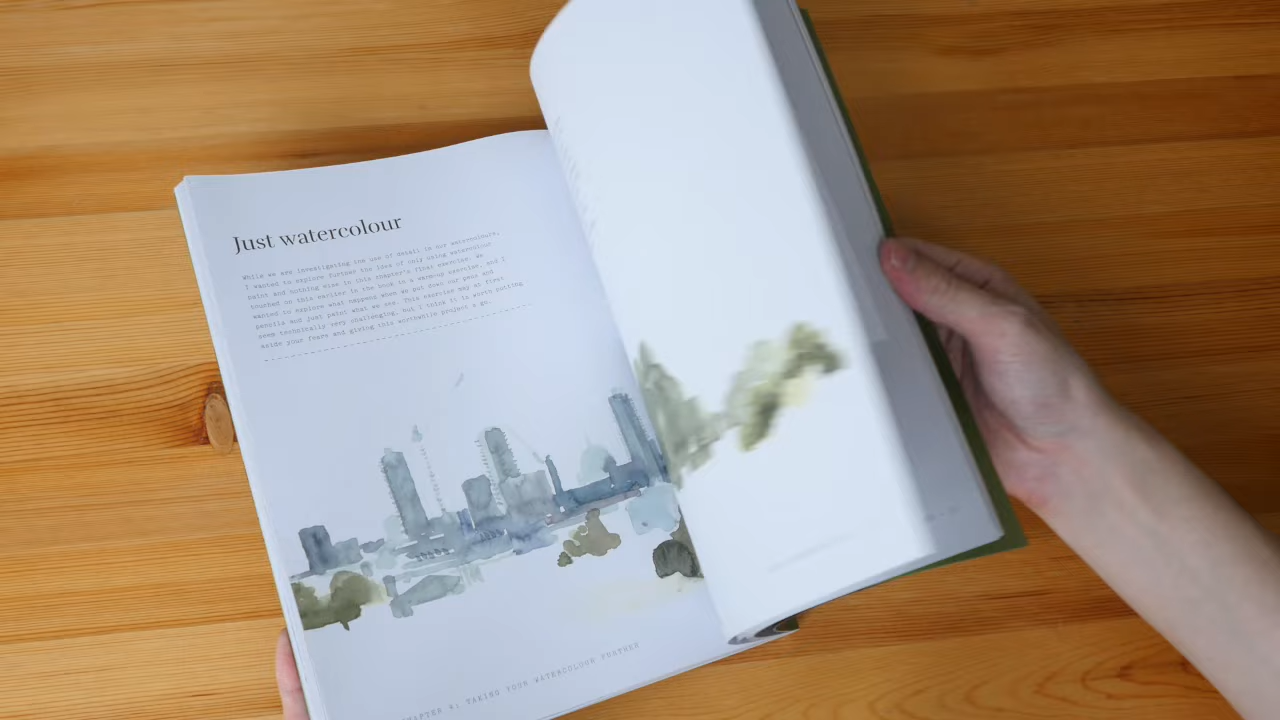 Just watercolour
While we are investigating the use of detail in our watercolours,
I wanted to explore further the idea of only using watercolour
paint and nothing else in this chapter's first exercise. We
touched on this earlier in the book in a warmup exercise, and I
wanted to explore what happens when we put down our pens and
pencils and just paint what we see. This exercise may at first
seem technically very challenging, but I think it is worth putting
aside your fears and giving this worthwhile project a go.
CHAPTER 5: TAKING YOUR WATERCOLOUR FURTHER